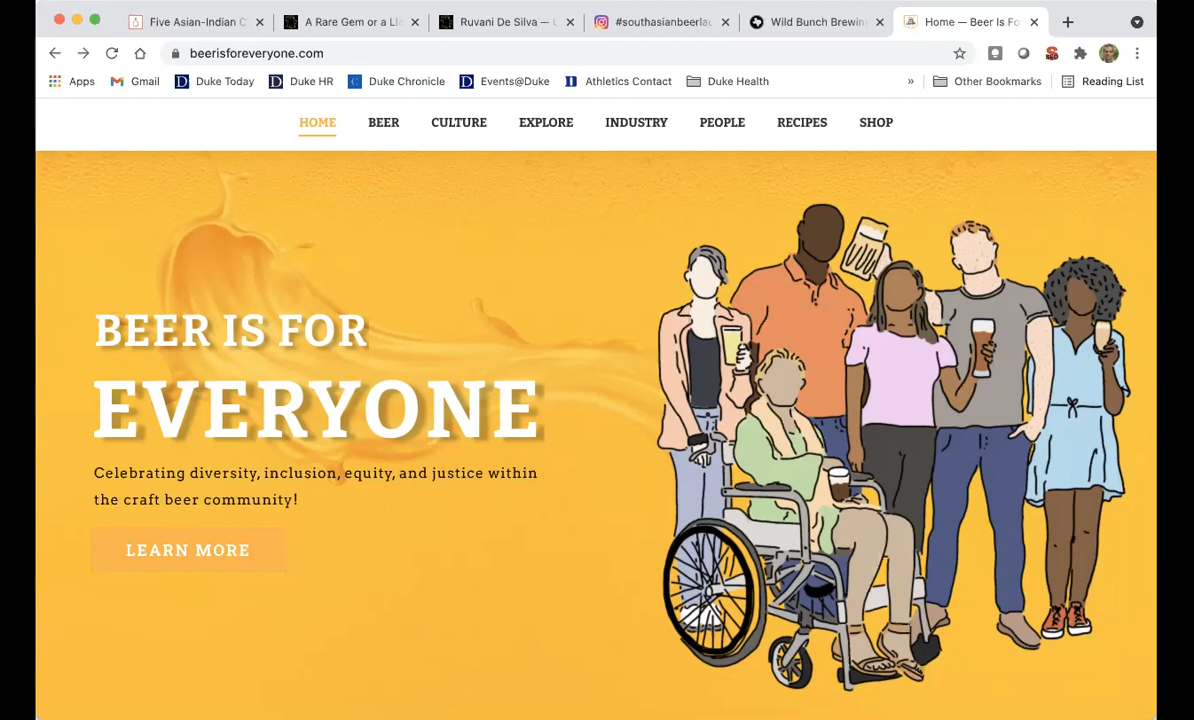 Five Asian-Indian C
A Rare Gem or a Lia
Ruvani De Silva — C
#southasianbeerlau
Wild Bunch Brewin
Home — Beer Is Fo
beerisforeveryone.com
Apps
Gmail
Duke Today
Duke HR
Duke Chronicle
Events@Duke
Athletics Contact
Duke Health
»
Other Bookmarks
Reading List
HOME
BEER
CULTURE
EXPLORE
INDUSTRY
PEOPLE
RECIPES
SHOP
BEER IS FOR
EVERYONE
Celebrating diversity, inclusion, equity, and justice within
the craft beer community!
LEARN MORE